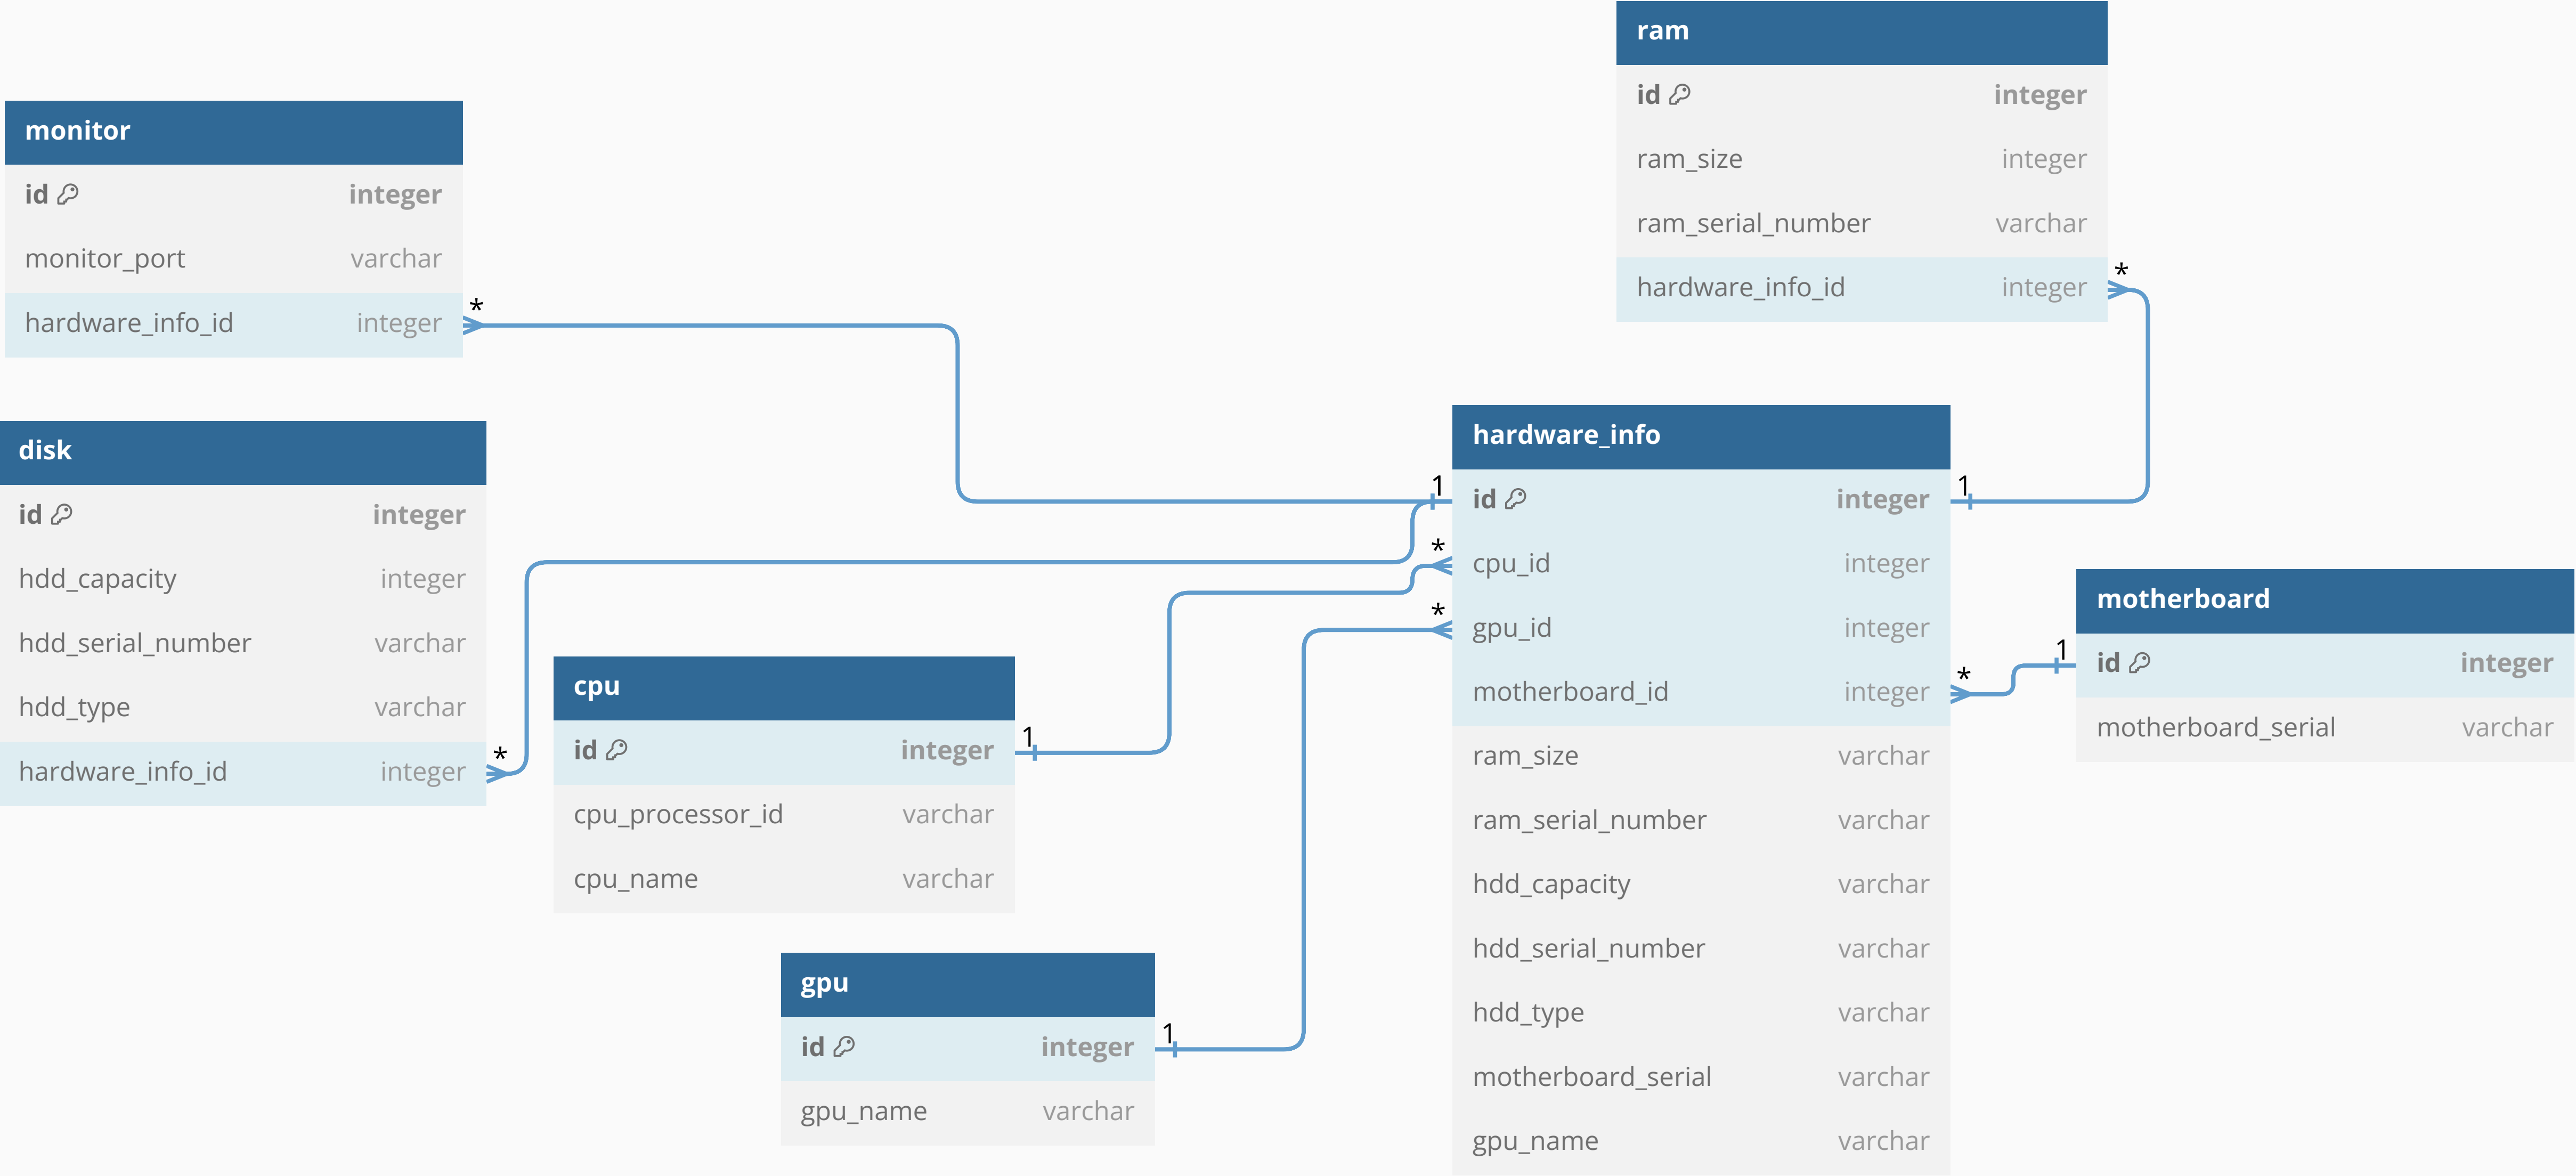 ram
id integer
ram_size integer
ram_serial_number varchar
hardware_info_id integer
*
monitor
id integer
monitor_port varchar
hardware_info_id integer
*
disk
id integer
hdd_capacity integer
hdd_serial_number varchar
hdd_type varchar
hardware_info_id integer
*
cpu
id integer
1
cpu_processor_id varchar
cpu_name varchar
gpu
id integer
1
gpu_name varchar
hardware_info
1 id integer 1
* cpu_id integer
* gpu_id integer
motherboard_id integer *
ram_size varchar
ram_serial_number varchar
hdd_capacity varchar
hdd_serial_number varchar
hdd_type varchar
motherboard_serial varchar
gpu_name varchar
motherboard
1 id integer
motherboard_serial varchar